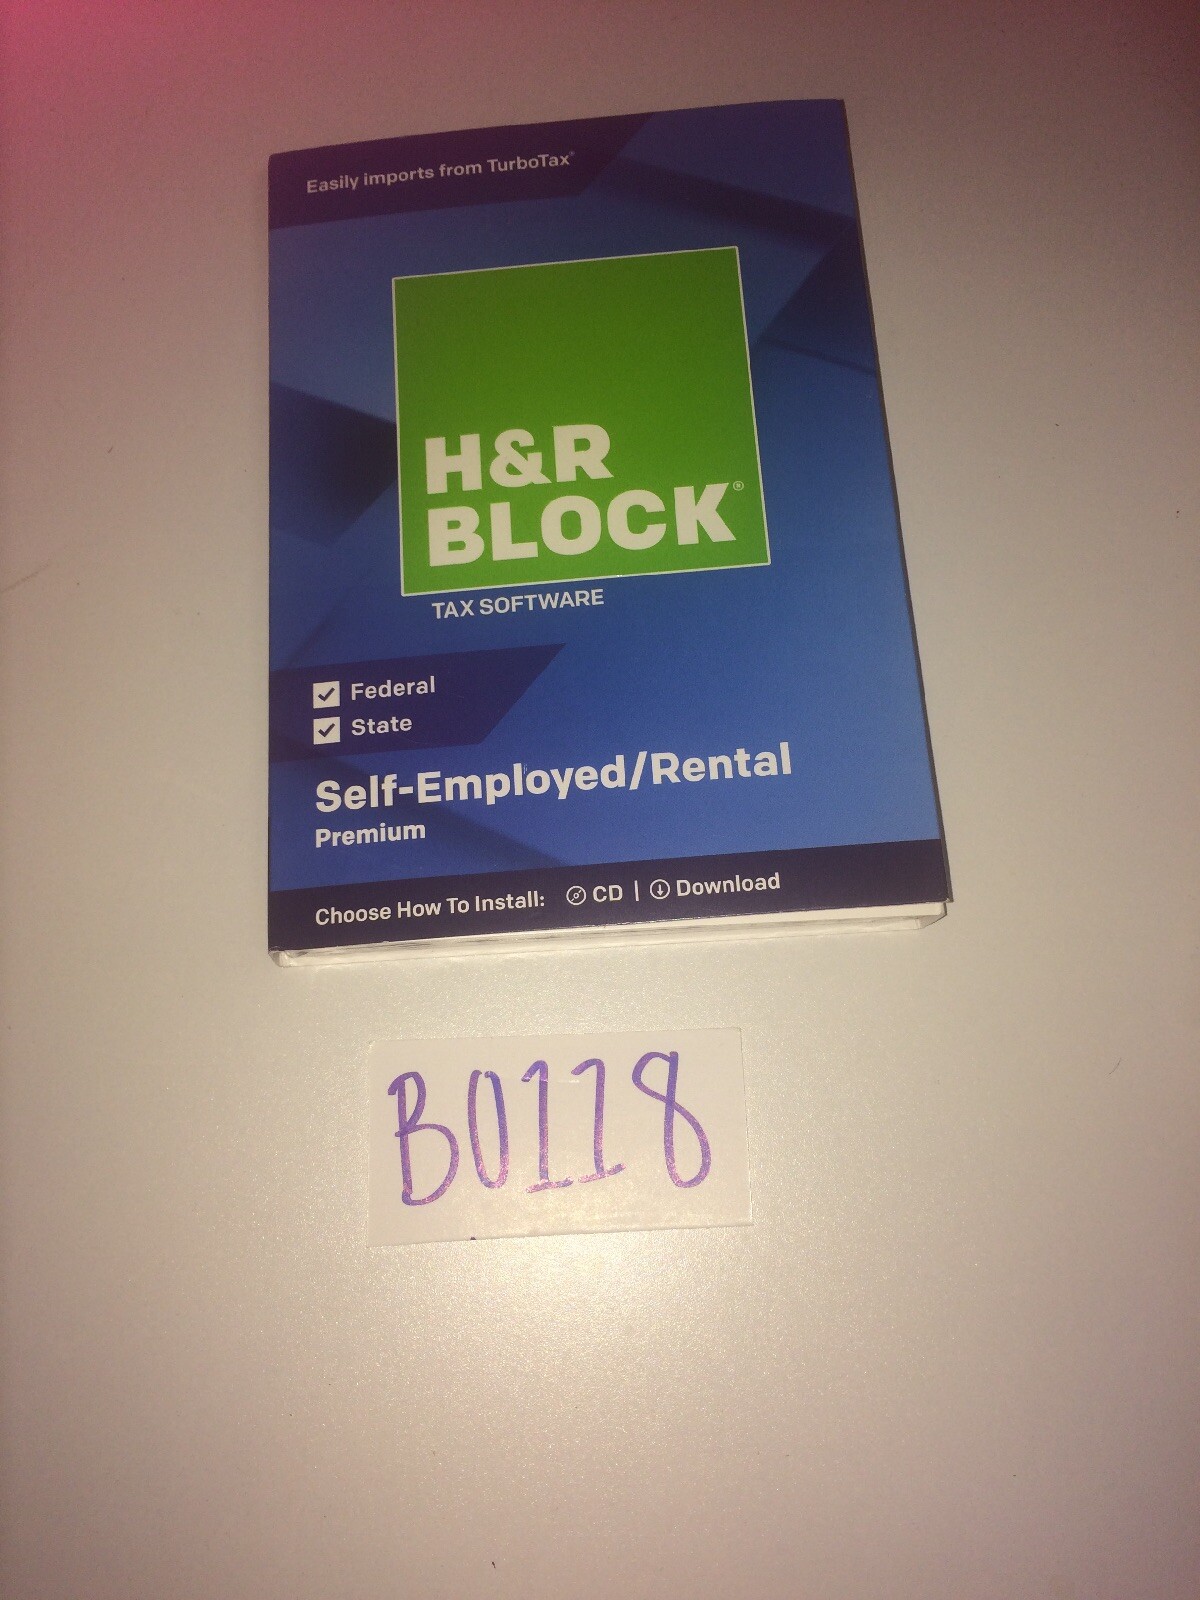 Easily imports from TurboTax®
H&R
BLOCK®
TAX SOFTWARE
Federal
State
Self-Employed/Rental
Premium
Choose How To Install: CD | Download
B0118